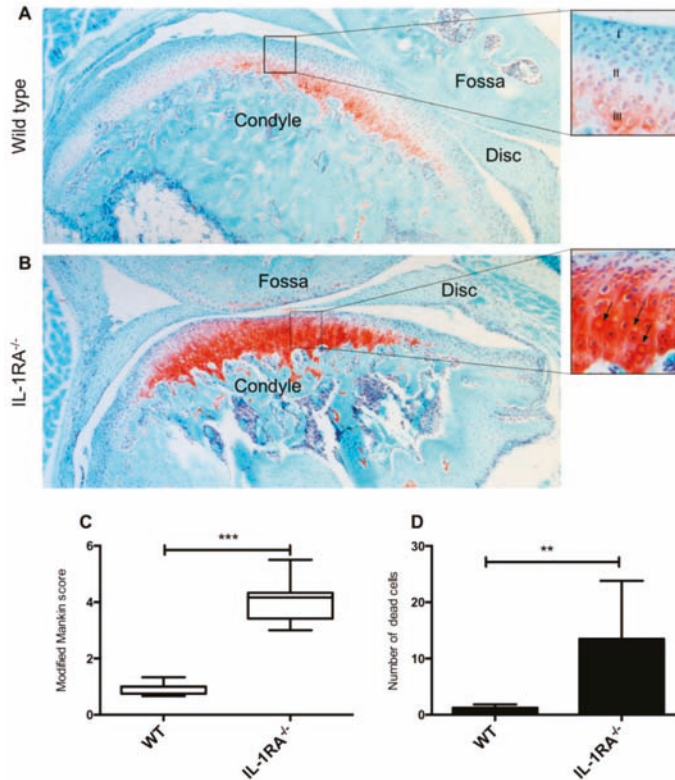 A
Wild type
Fossa
Condyle
Disc
I
II
III
B
IL-1RA-/-
Fossa
Disc
Condyle
C
***
Modified Mankin score
6
4
2
0
WT
IL-1RA-/-
D
**
Number of dead cells
30
20
10
0
WT
IL-1RA-/-